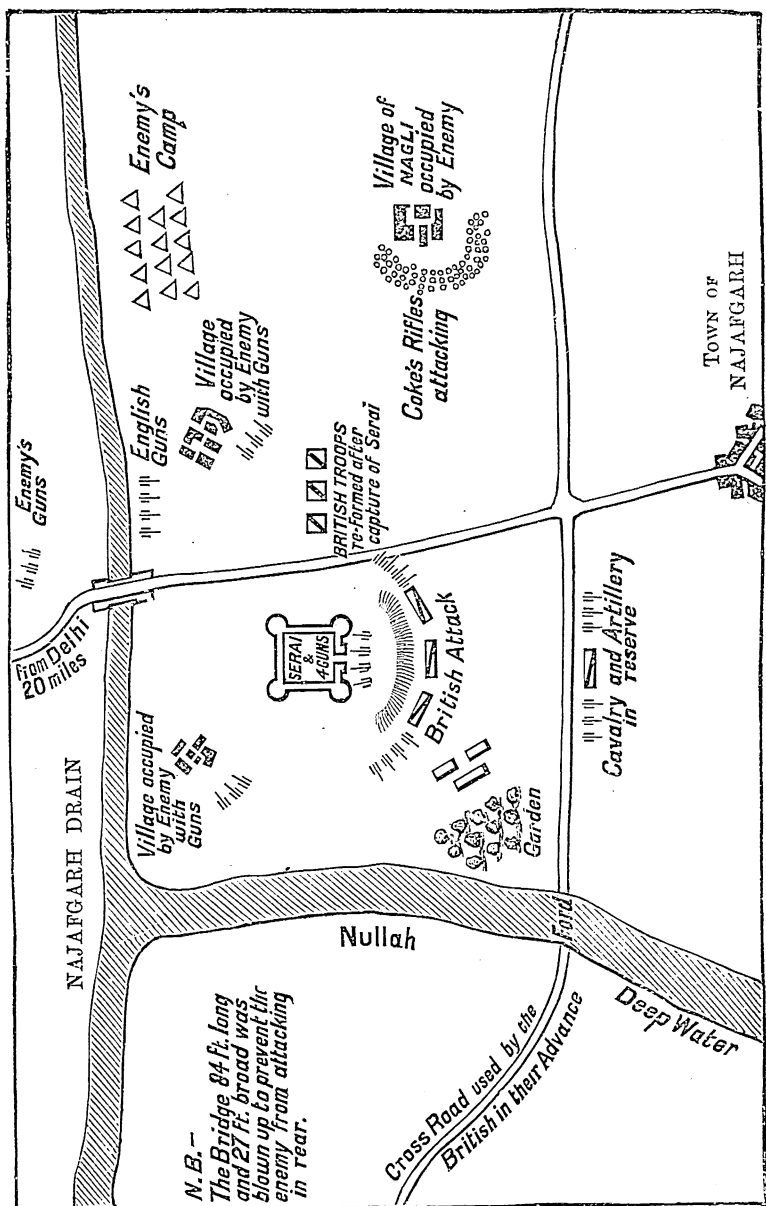 Enemy's
Guns
from Delhi
20 miles
NAJAFGARH DRAIN
English
Guns
Enemy's
Camp
Village
occupied
by Enemy
with Guns
Village occupied
by Enemy
with
Guns
SERAI
&
4 GUNS
BRITISH TROOPS
re-formed after
capture of Serai
Village of
NAGLI
occupied
by Enemy
Coke's Rifles
attacking
British Attack
Garden
Nullah
Ford
Deep Water
Cavalry and Artillery
in reserve
TOWN OF
NAJAFGARH
Cross Road used by the
British in their Advance
N.B.—
The Bridge 84 ft. long
and 27 ft. broad was
blown up to prevent the
enemy from attacking
in rear.